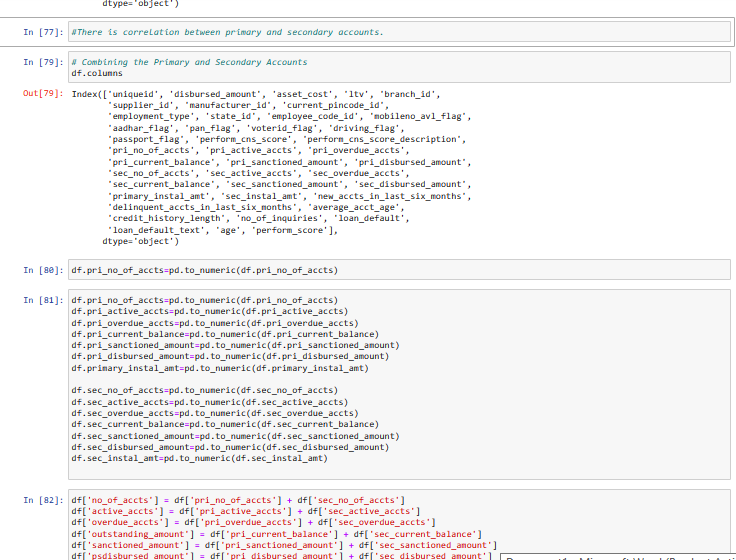 dtype='object')
In [77]: #There is correlation between primary and secondary accounts.
In [79]: # Combining the Primary and Secondary Accounts
df.columns
Out[79]: Index(['uniqueid', 'disbursed_amount', 'asset_cost', 'ltv', 'branch_id',
'supplier_id', 'manufacturer_id', 'current_pincode_id',
'employment_type', 'state_id', 'employee_code_id', 'mobileno_avl_flag',
'aadhar_flag', 'pan_flag', 'voterid_flag', 'driving_flag',
'passport_flag', 'perform_cns_score', 'perform_cns_score_description',
'pri_no_of_accts', 'pri_active_accts', 'pri_overdue_accts',
'pri_current_balance', 'pri_sanctioned_amount', 'pri_disbursed_amount',
'sec_no_of_accts', 'sec_active_accts', 'sec_overdue_accts',
'sec_current_balance', 'sec_sanctioned_amount', 'sec_disbursed_amount',
'primary_instal_amt', 'sec_instal_amt', 'new_accts_in_last_six_months',
'delinquent_accts_in_last_six_months', 'average_acct_age',
'credit_history_length', 'no_of_inquiries', 'loan_default',
'loan_default_text', 'age', 'perform_score'],
dtype='object')
In [80]: df.pri_no_of_accts=pd.to_numeric(df.pri_no_of_accts)
In [81]: df.pri_no_of_accts=pd.to_numeric(df.pri_no_of_accts)
df.pri_active_accts=pd.to_numeric(df.pri_active_accts)
df.pri_overdue_accts=pd.to_numeric(df.pri_overdue_accts)
df.pri_current_balance=pd.to_numeric(df.pri_current_balance)
df.pri_sanctioned_amount=pd.to_numeric(df.pri_sanctioned_amount)
df.pri_disbursed_amount=pd.to_numeric(df.pri_disbursed_amount)
df.primary_instal_amt=pd.to_numeric(df.primary_instal_amt)
df.sec_no_of_accts=pd.to_numeric(df.sec_no_of_accts)
df.sec_active_accts=pd.to_numeric(df.sec_active_accts)
df.sec_overdue_accts=pd.to_numeric(df.sec_overdue_accts)
df.sec_current_balance=pd.to_numeric(df.sec_current_balance)
df.sec_sanctioned_amount=pd.to_numeric(df.sec_sanctioned_amount)
df.sec_disbursed_amount=pd.to_numeric(df.sec_disbursed_amount)
df.sec_instal_amt=pd.to_numeric(df.sec_instal_amt)
In [82]: df['no_of_accts'] = df['pri_no_of_accts'] + df['sec_no_of_accts']
df['active_accts'] = df['pri_active_accts'] + df['sec_active_accts']
df['overdue_accts'] = df['pri_overdue_accts'] + df['sec_overdue_accts']
df['outstanding_amount'] = df['pri_current_balance'] + df['sec_current_balance']
df['sanctioned_amount'] = df['pri_sanctioned_amount'] + df['sec_sanctioned_amount']
df['psdisbursed_amount'] = df['pri_disbursed_amount'] + df['sec_disbursed_amount']